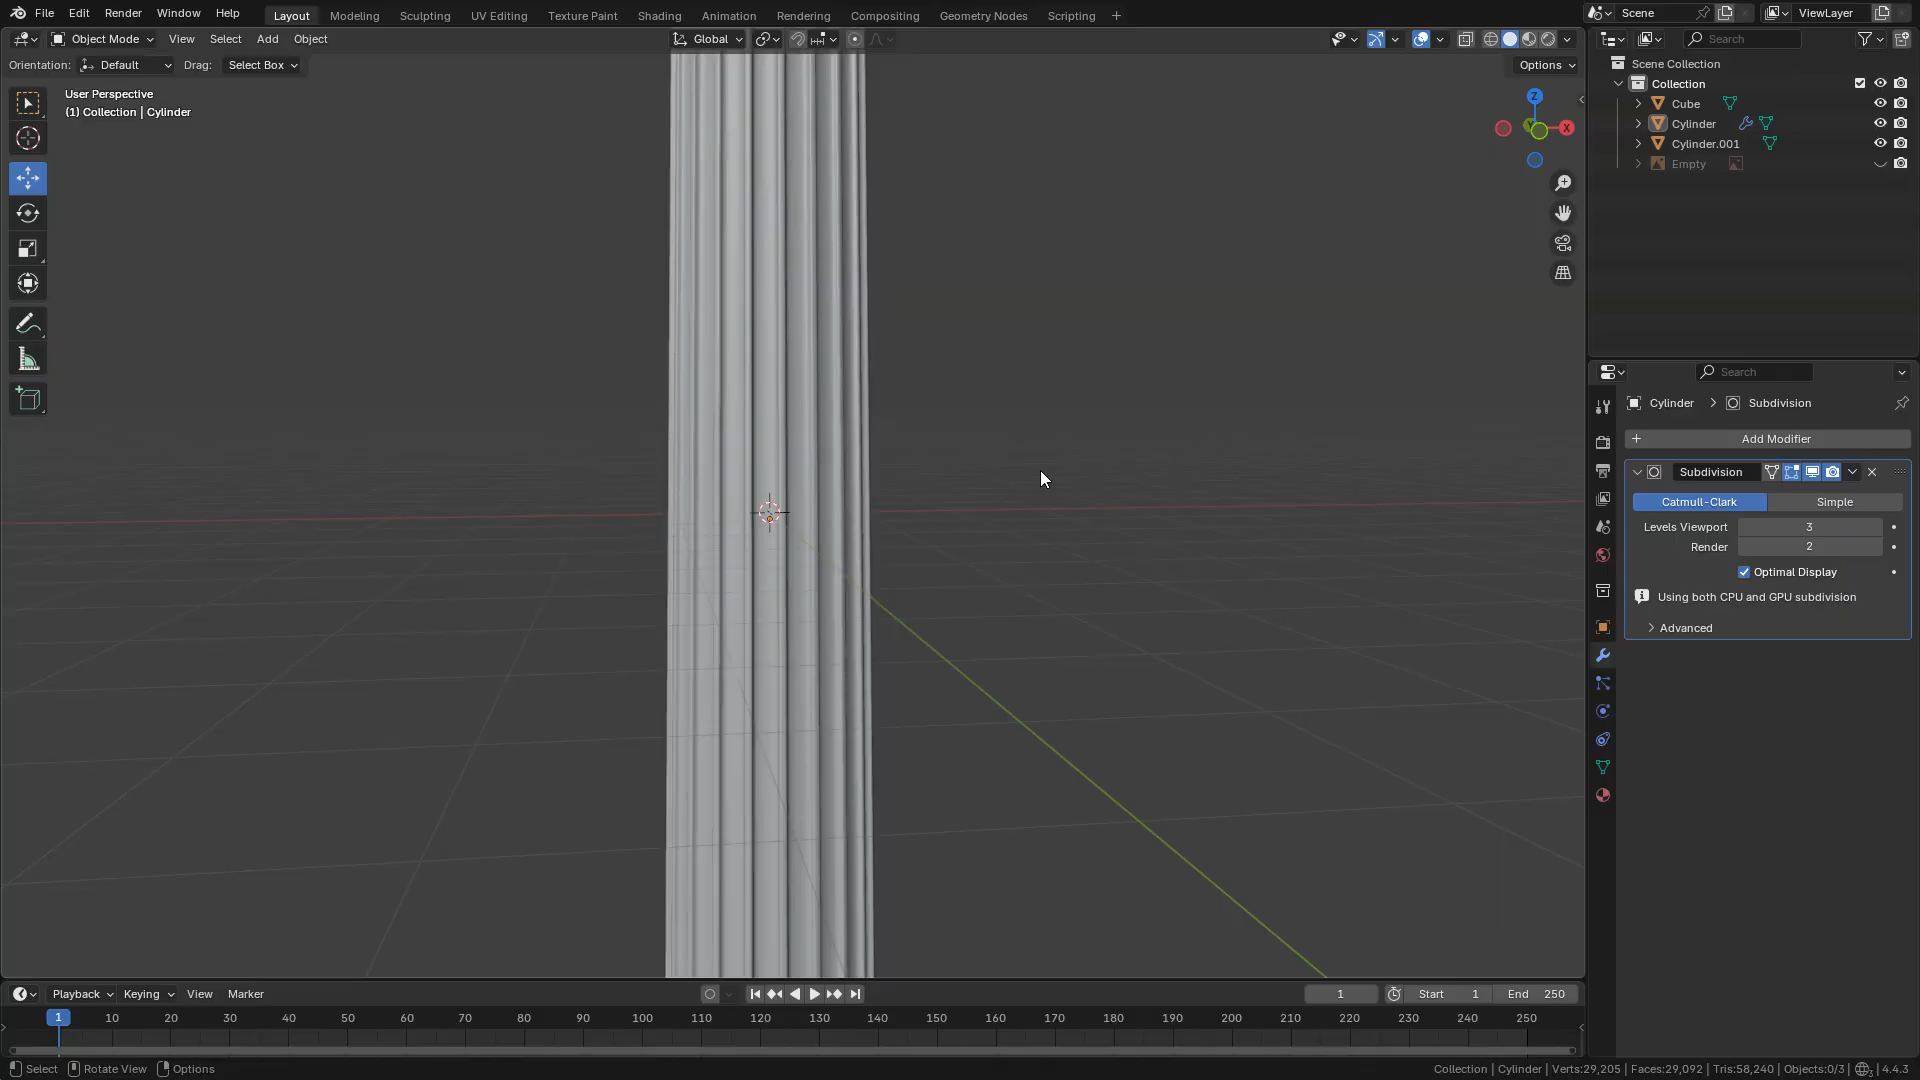 File Edit Render Window Help Layout Modeling Sculpting UV Editing Texture Paint Shading Animation Rendering Compositing Geometry Nodes Scripting + Scene ViewLayer
Object Mode View Select Add Object Global Search
Orientation: Default Drag: Select Box Options
User Perspective
(1) Collection | Cylinder
Z
Y
X
Scene Collection
Collection
Cube
Cylinder
Cylinder.001
Empty
Search
Cylinder > Subdivision
+ Add Modifier
Subdivision
Catmull-Clark Simple
Levels Viewport 3
Render 2
Optimal Display
Using both CPU and GPU subdivision
Advanced
Playback Keying View Marker 1 Start 1 End 250
1 10 20 30 40 50 60 70 80 90 100 110 120 130 140 150 160 170 180 190 200 210 220 230 240 250
Select Rotate View Options Collection | Cylinder | Verts:29,205 | Faces:29,092 | Tris:58,240 | Objects:0/3 | 3 | 4.4.3